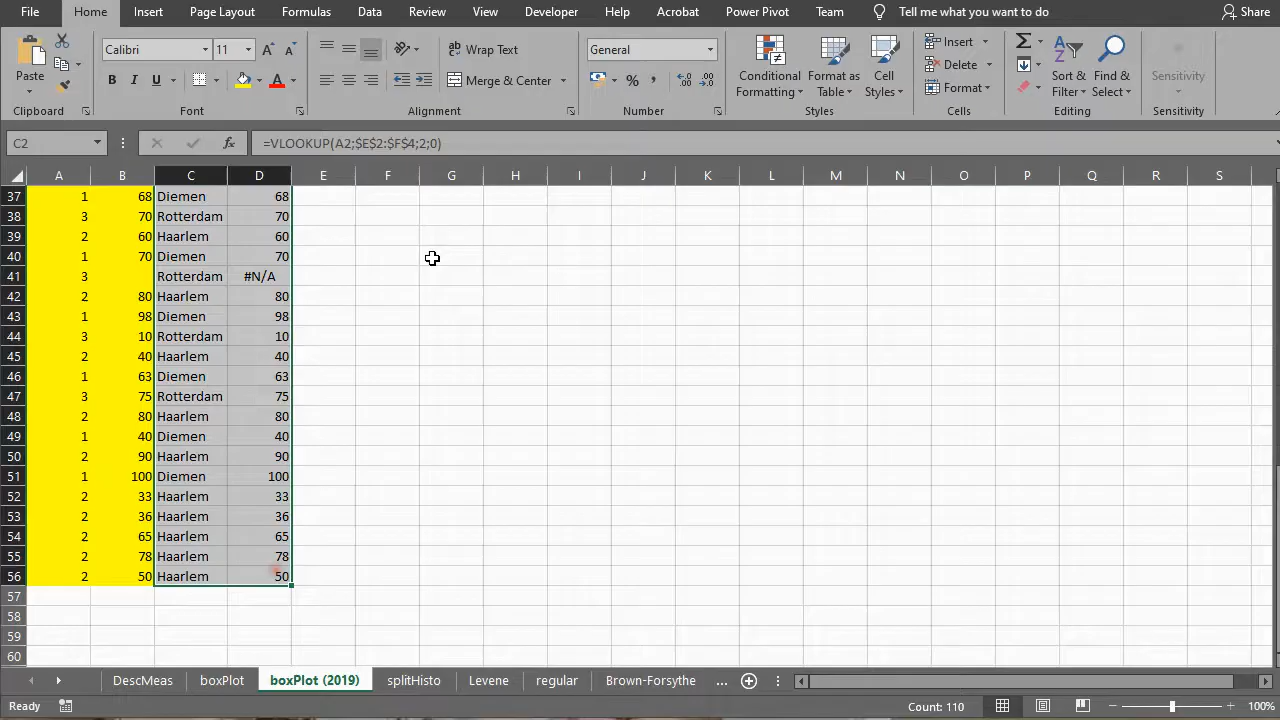 File Home Insert Page Layout Formulas Data Review View Developer Help Acrobat Power Pivot Team Tell me what you want to do Share
Paste
Clipboard
Calibri 11
B I U
Font
Wrap Text
Merge & Center
Alignment
General
Number
Conditional Formatting
Format as Table
Cell Styles
Styles
Insert
Delete
Format
Cells
Sort & Filter
Find & Select
Editing
Sensitivity
Sensitivity
C2 fx =VLOOKUP(A2;$E$2:$F$4;2;0)
A B C D E F G H I J K L M N O P Q R S
37 1 68 Diemen 68
38 3 70 Rotterdam 70
39 2 60 Haarlem 60
40 1 70 Diemen 70
41 3 Rotterdam #N/A
42 2 80 Haarlem 80
43 1 98 Diemen 98
44 3 10 Rotterdam 10
45 2 40 Haarlem 40
46 1 63 Diemen 63
47 3 75 Rotterdam 75
48 2 80 Haarlem 80
49 1 40 Diemen 40
50 2 90 Haarlem 90
51 1 100 Diemen 100
52 2 33 Haarlem 33
53 2 36 Haarlem 36
54 2 65 Haarlem 65
55 2 78 Haarlem 78
56 2 50 Haarlem 50
57
58
59
60
DescMeas boxPlot boxPlot (2019) splitHisto Levene regular Brown-Forsythe ...
Ready Count: 110 100%